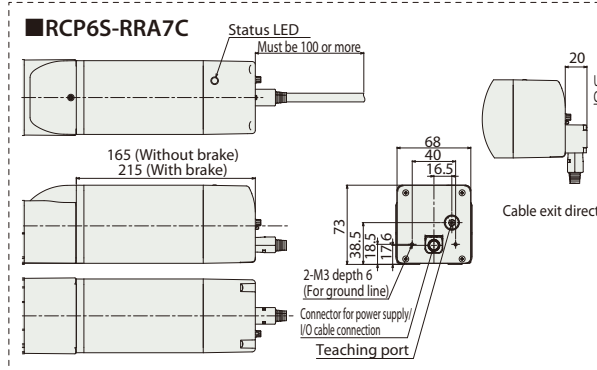 ■RCP6S-RRA7C
Status LED
Must be 100 or more
20
165 (Without brake)
215 (With brake)
68
40
16.5
73
38.5
18.5
17.6
2-M3 depth 6
(For ground line)
Connector for power supply/
I/O cable connection
Teaching port
Cable exit direct